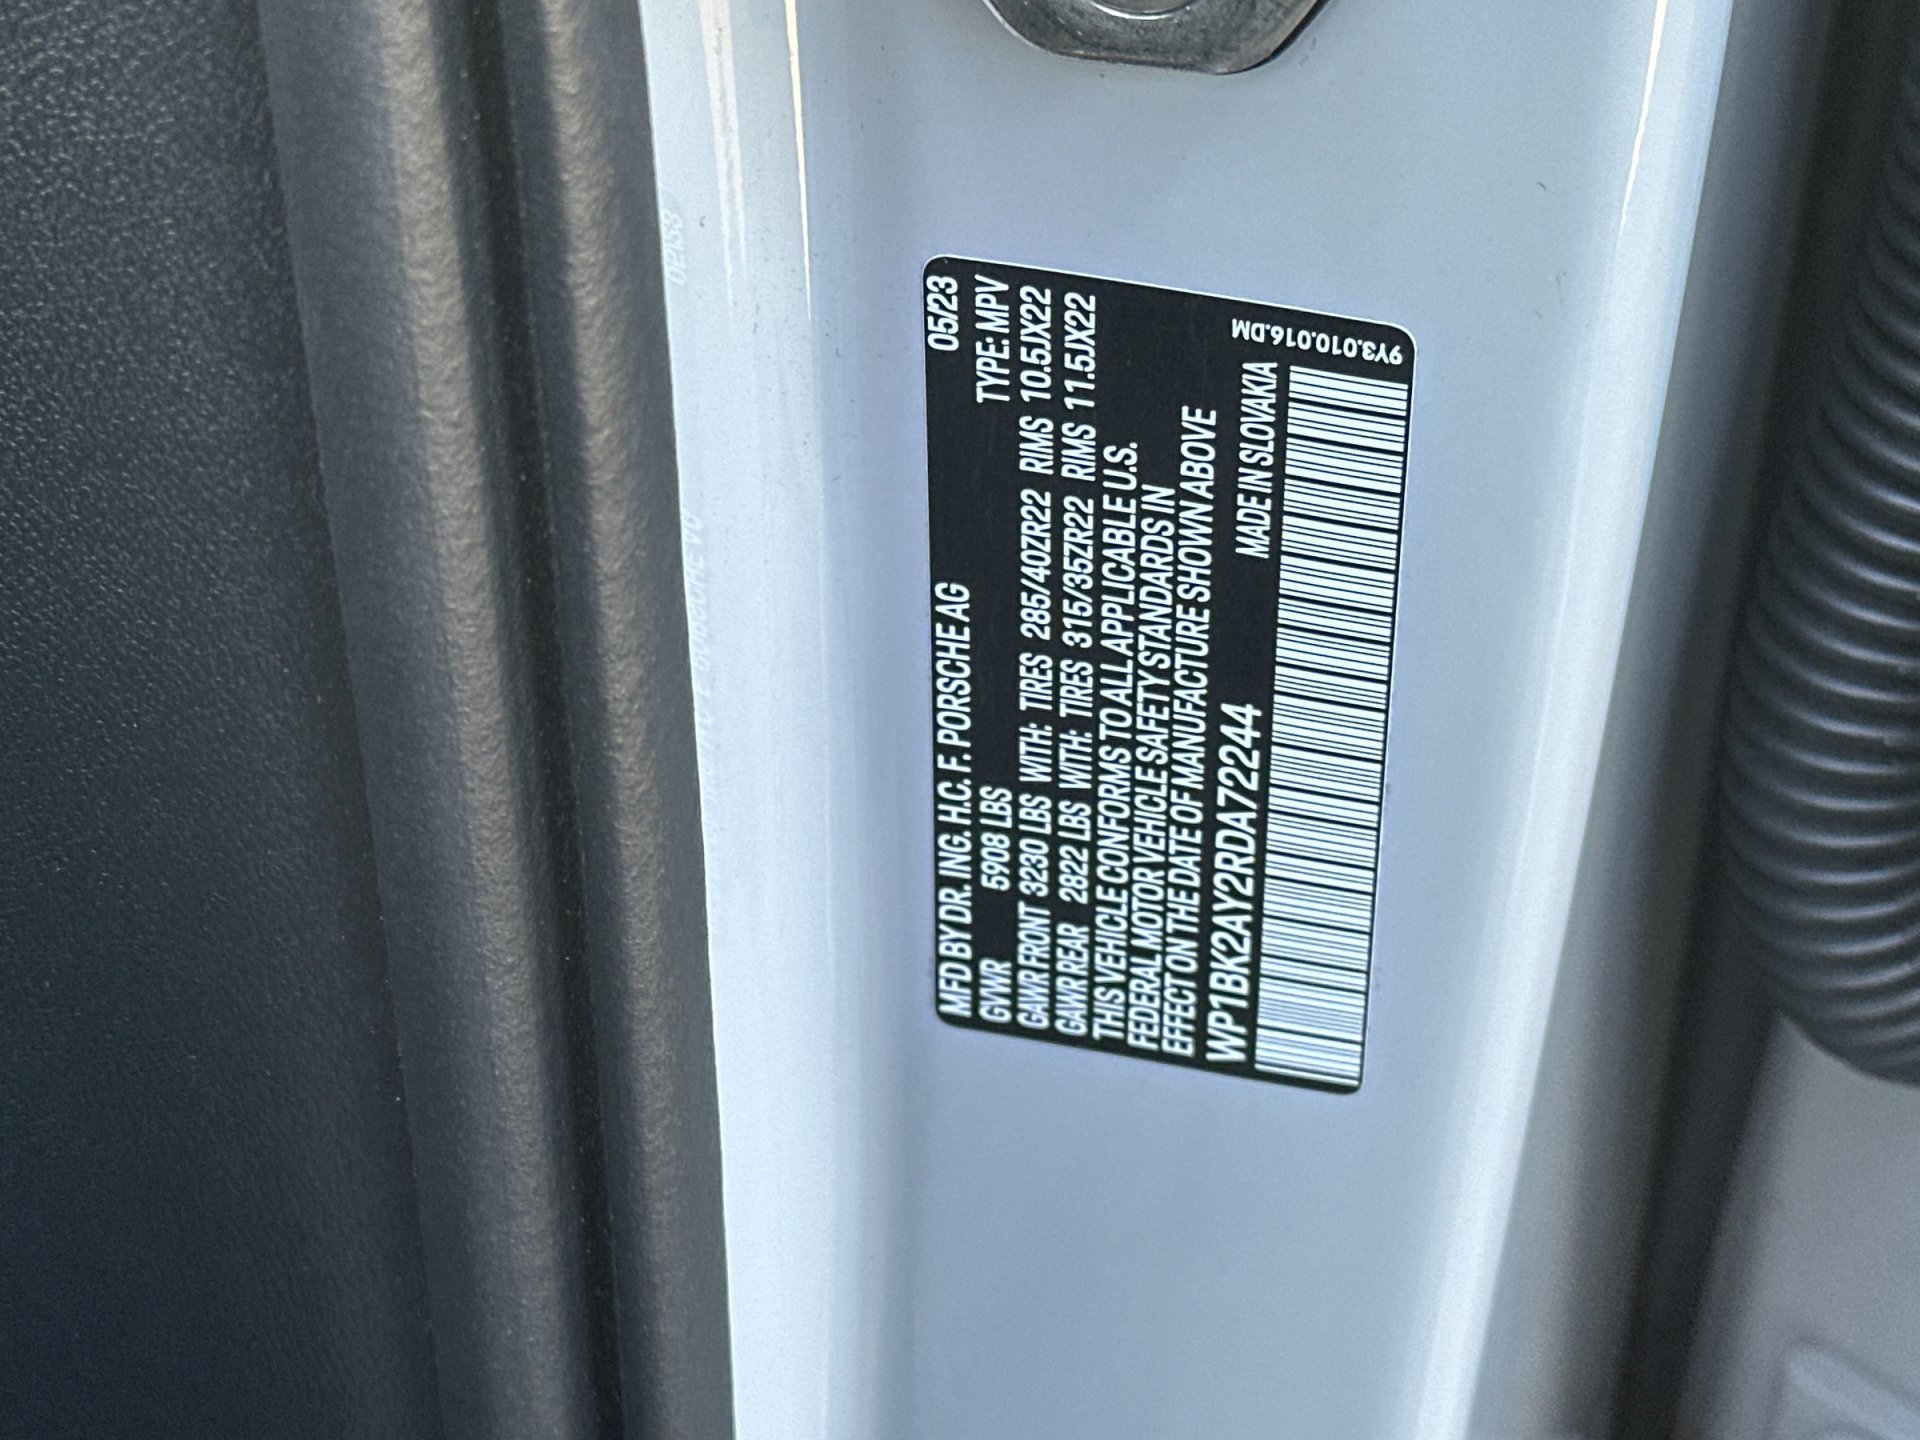 MFD BY DR. ING. H.C. F. PORSCHE AG 05/23
GVWR 5908 LBS TYPE: MPV
GAWR FRONT 3230 LBS WITH: TIRES 285/40ZR22 RIMS 10.5JX22
GAWR REAR 2822 LBS WITH: TIRES 315/35ZR22 RIMS 11.5JX22
THIS VEHICLE CONFORMS TO ALL APPLICABLE U.S.
FEDERAL MOTOR VEHICLE SAFETY STANDARDS IN
EFFECT ON THE DATE OF MANUFACTURE SHOWN ABOVE
WP1BK2AY2RDA72244 MADE IN SLOVAKIA
9Y3.010.016.DM